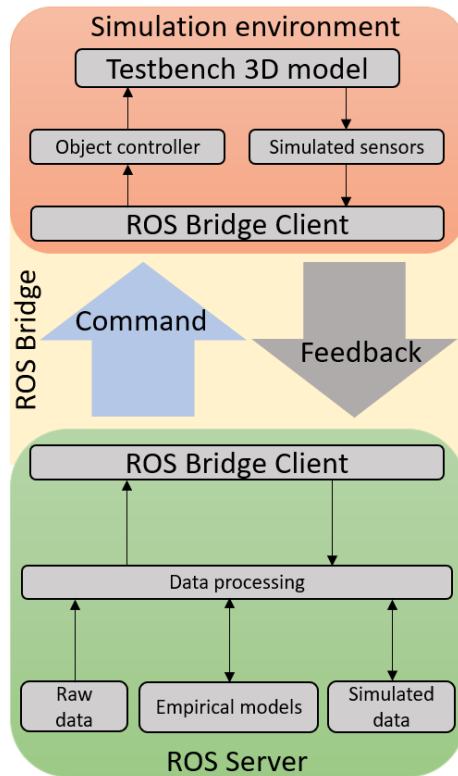 Simulation environment
Testbench 3D model
Object controller
Simulated sensors
ROS Bridge Client
ROS Bridge
Command
Feedback
ROS Bridge Client
Data processing
Raw
data
Empirical models
Simulated
data
ROS Server